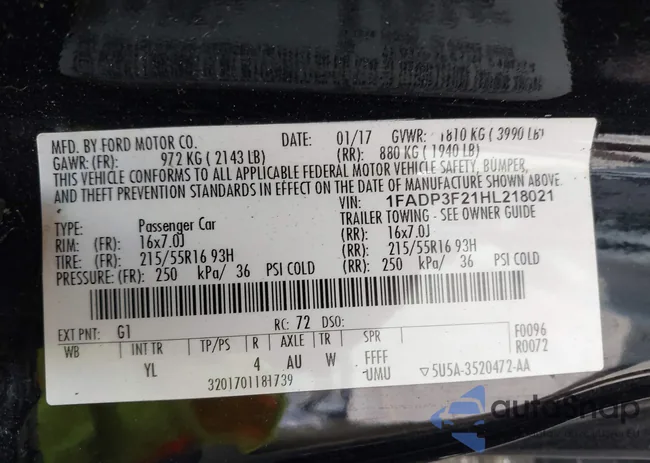 MFD. BY FORD MOTOR CO. DATE: 01/17 GVWR: 1810 KG ( 3990 LB)
GAWR: (FR): 972 KG ( 2143 LB) (RR): 880 KG ( 1940 LB)
THIS VEHICLE CONFORMS TO ALL APPLICABLE FEDERAL MOTOR VEHICLE SAFETY, BUMPER,
AND THEFT PREVENTION STANDARDS IN EFFECT ON THE DATE OF MANUFACTURE SHOWN ABOVE.
VIN: 1FADP3F21HL218021
TYPE: Passenger Car TRAILER TOWING - SEE OWNER GUIDE
RIM: (FR): 16x7.0J (RR): 16x7.0J
TIRE: (FR): 215/55R16 93H (RR): 215/55R16 93H
PRESSURE: (FR): 250 kPa/ 36 PSI COLD (RR): 250 kPa/ 36 PSI COLD
EXT PNT: G1 RC: 72 DSO: F0096
WB INT TR TP/PS R AXLE TR SPR R0072
YL 4 AU W FFFF
320170118​1739 UMU ▽5U5A-3520472-AA
autoSnap